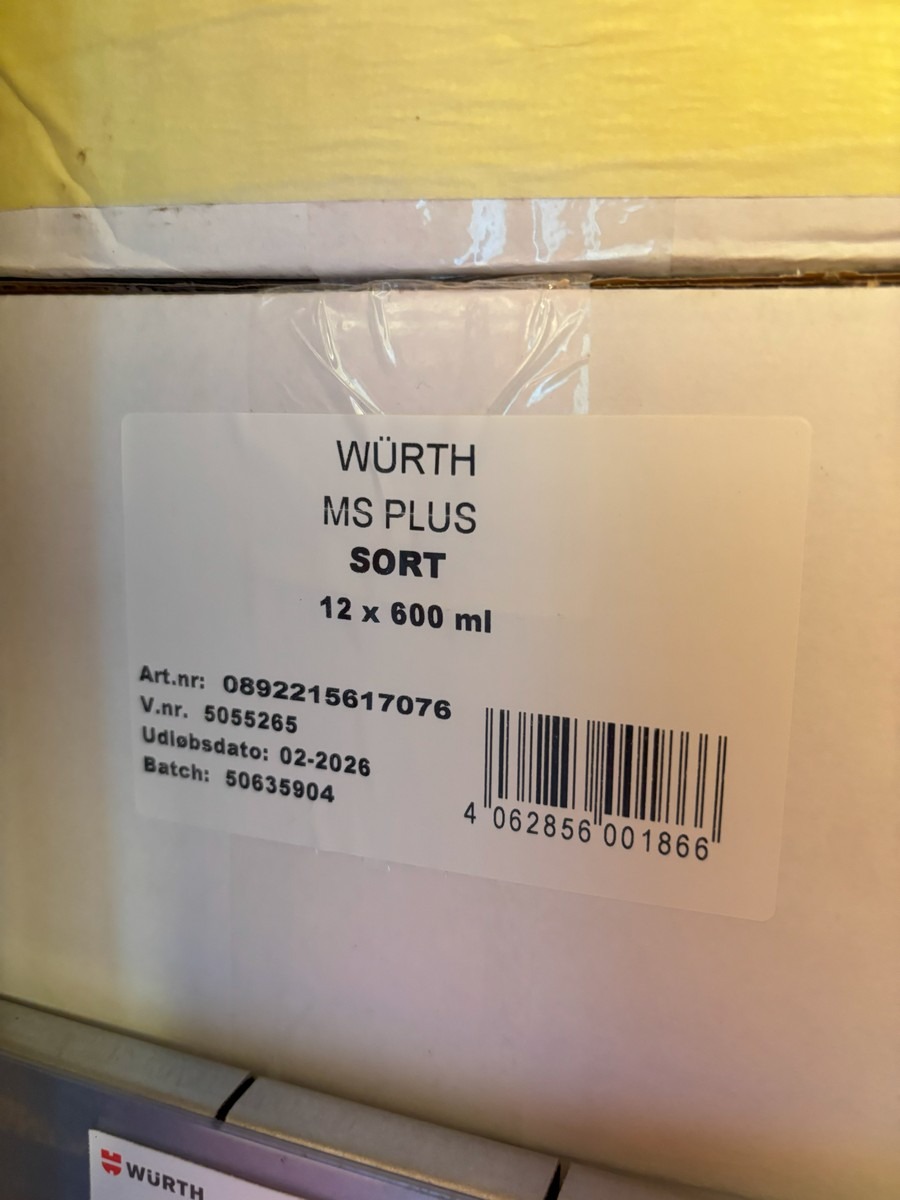 WÜRTH
MS PLUS
SORT
12 x 600 ml
Art.nr: 0892215617076
V.nr. 5055265
Udløbsdato: 02-2026
Batch: 50635904
4 062856 001866
WÜRTH